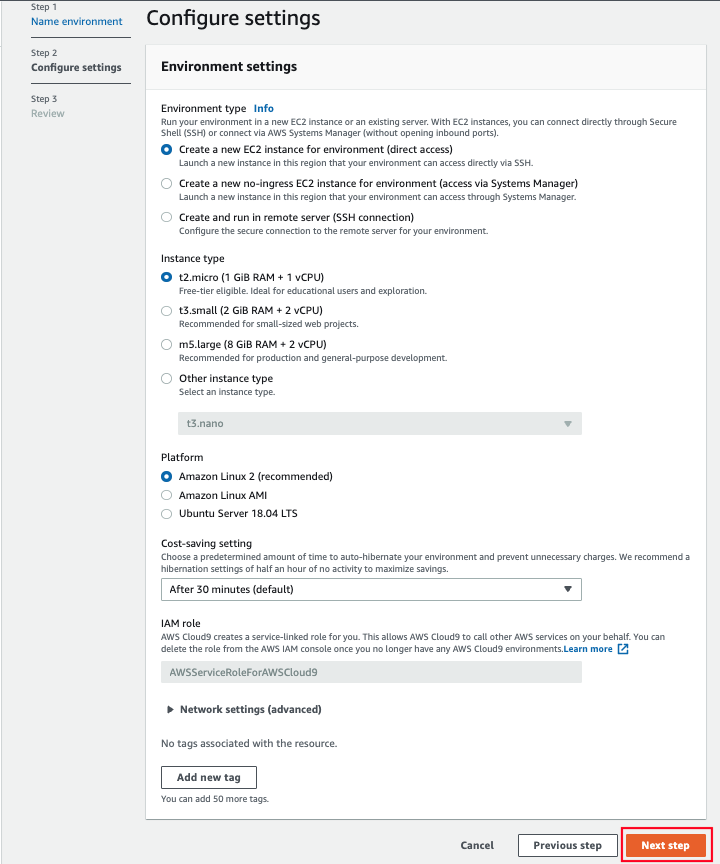 Step 1
Name environment
Step 2
Configure settings
Step 3
Review
Configure settings
Environment settings
Environment type Info
Run your environment in a new EC2 instance or an existing server. With EC2 instances, you can connect directly through Secure
Shell (SSH) or connect via AWS Systems Manager (without opening inbound ports).
Create a new EC2 instance for environment (direct access)
Launch a new instance in this region that your environment can access directly via SSH.
Create a new no-ingress EC2 instance for environment (access via Systems Manager)
Launch a new instance in this region that your environment can access through Systems Manager.
Create and run in remote server (SSH connection)
Configure the secure connection to the remote server for your environment.
Instance type
t2.micro (1 GiB RAM + 1 vCPU)
Free-tier eligible. Ideal for educational users and exploration.
t3.small (2 GiB RAM + 2 vCPU)
Recommended for small-sized web projects.
m5.large (8 GiB RAM + 2 vCPU)
Recommended for production and general-purpose development.
Other instance type
Select an instance type.
t3.nano
Platform
Amazon Linux 2 (recommended)
Amazon Linux AMI
Ubuntu Server 18.04 LTS
Cost-saving setting
Choose a predetermined amount of time to auto-hibernate your environment and prevent unnecessary charges. We recommend a
hibernation settings of half an hour of no activity to maximize savings.
After 30 minutes (default)
IAM role
AWS Cloud9 creates a service-linked role for you. This allows AWS Cloud9 to call other AWS services on your behalf. You can
delete the role from the AWS IAM console once you no longer have any AWS Cloud9 environments.Learn more
AWSServiceRoleForAWSCloud9
Network settings (advanced)
No tags associated with the resource.
Add new tag
You can add 50 more tags.
Cancel Previous step Next step